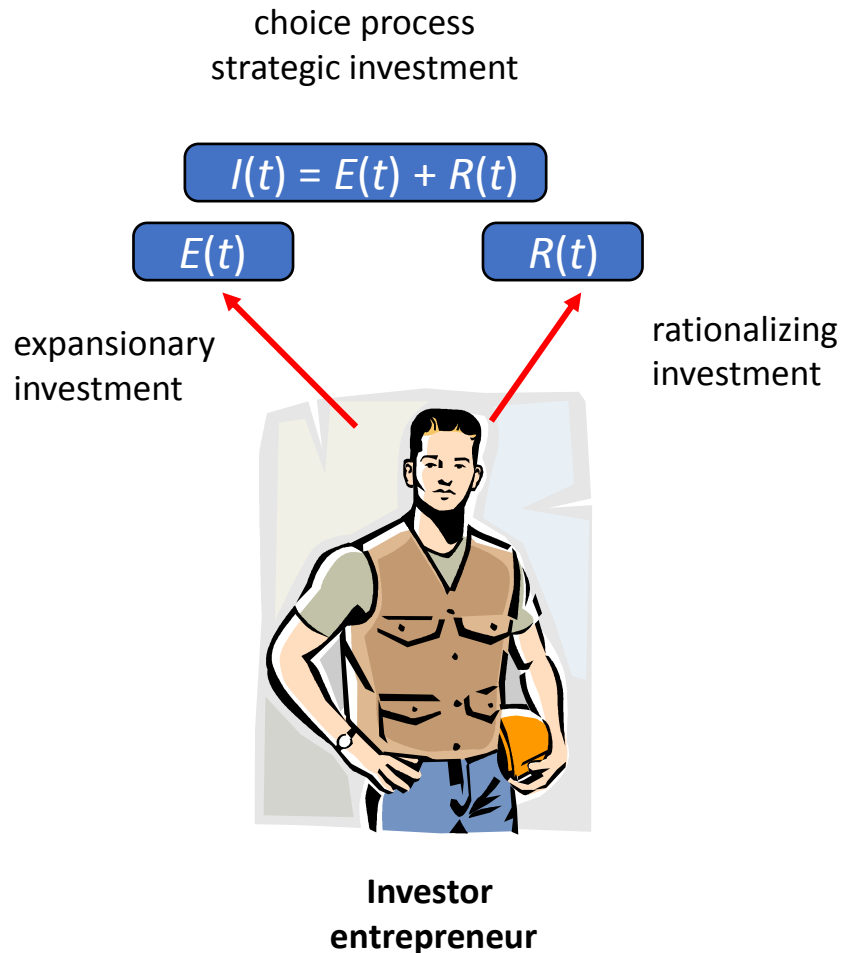 choice process
strategic investment
I(t) = E(t) + R(t)
E(t)
R(t)
expansionary
investment
rationalizing
investment
Investor
entrepreneur